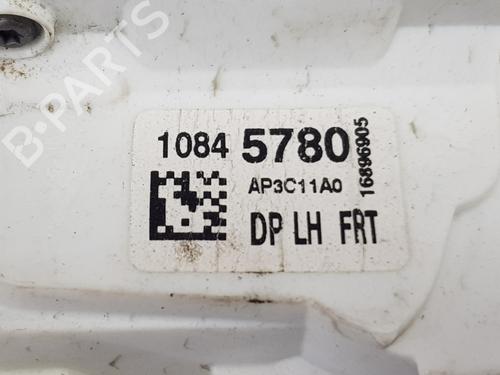 B-PARTS
1084 5780
16896905
AP3C11A0
DP LH FRT